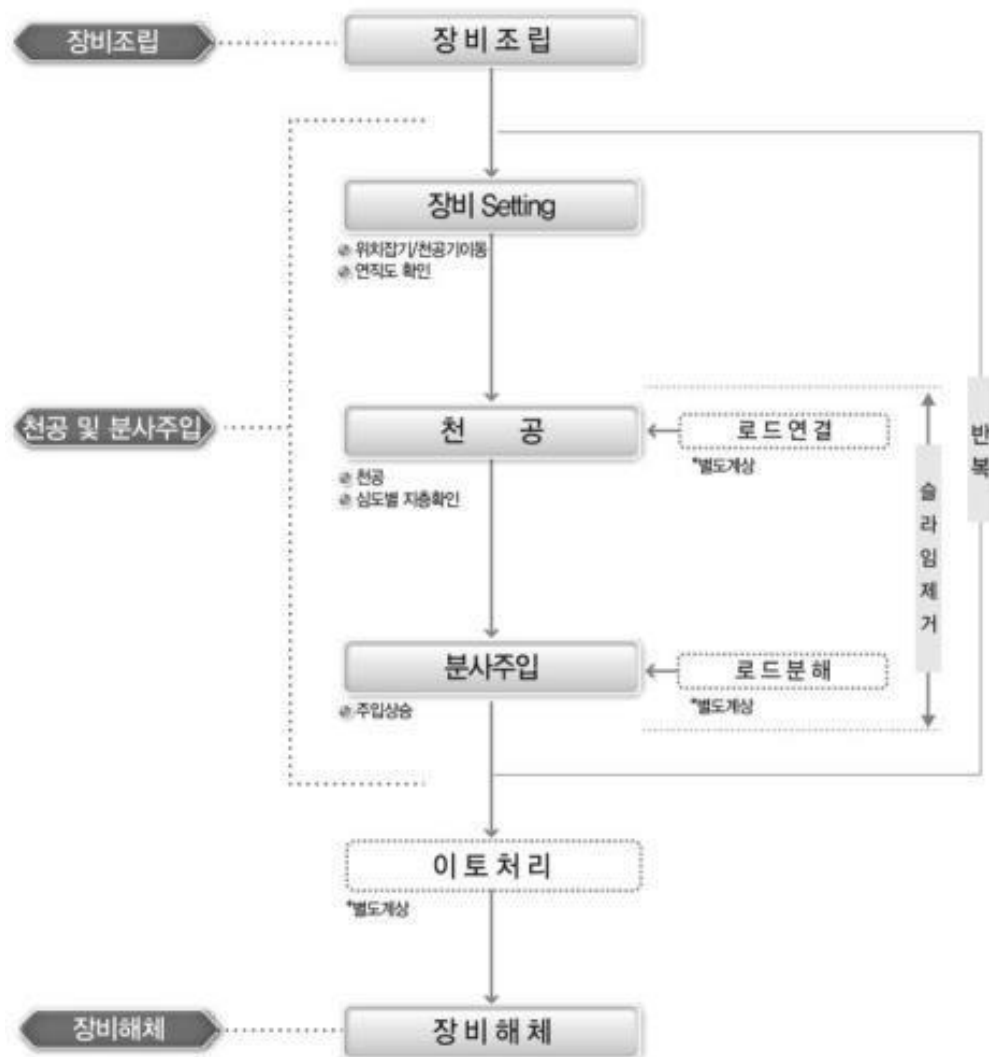 장비조립
장 비 조 립
장비 Setting
위치잡기/천공기이동
연직도 확인
천공 및 분사주입
천 공
로 드 연 결
*별도계상
천공
심도별 지층확인
반복
슬라임제거
분사주입
로 드 분 해
*별도계상
주입상승
이 토 처 리
*별도계상
장비해체
장 비 해 체